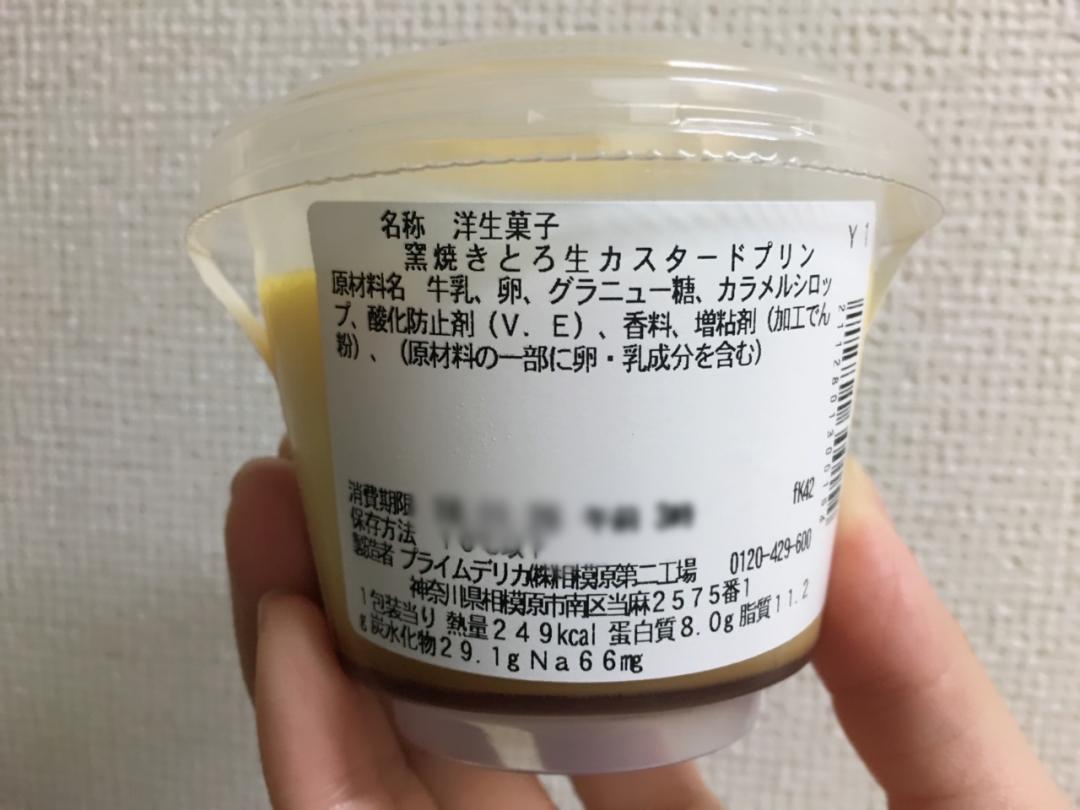 名称 洋生菓子
Y1
窯焼きとろ生カスタードプリン
原材料名 牛乳、卵、グラニュー糖、カラメルシロッ
プ、酸化防止剤(V.E)、香料、増粘剤(加工でん
粉)、(原材料の一部に卵・乳成分を含む)
fK42
消費期限
保存方法
製造者 プライムデリカ㈱相模原第二工場 0120-429-600
神奈川県相模原市南区当麻2575番1
1包装当り 熱量249kcal 蛋白質8.0g 脂質11.2
g 炭水化物29.1g Na66mg